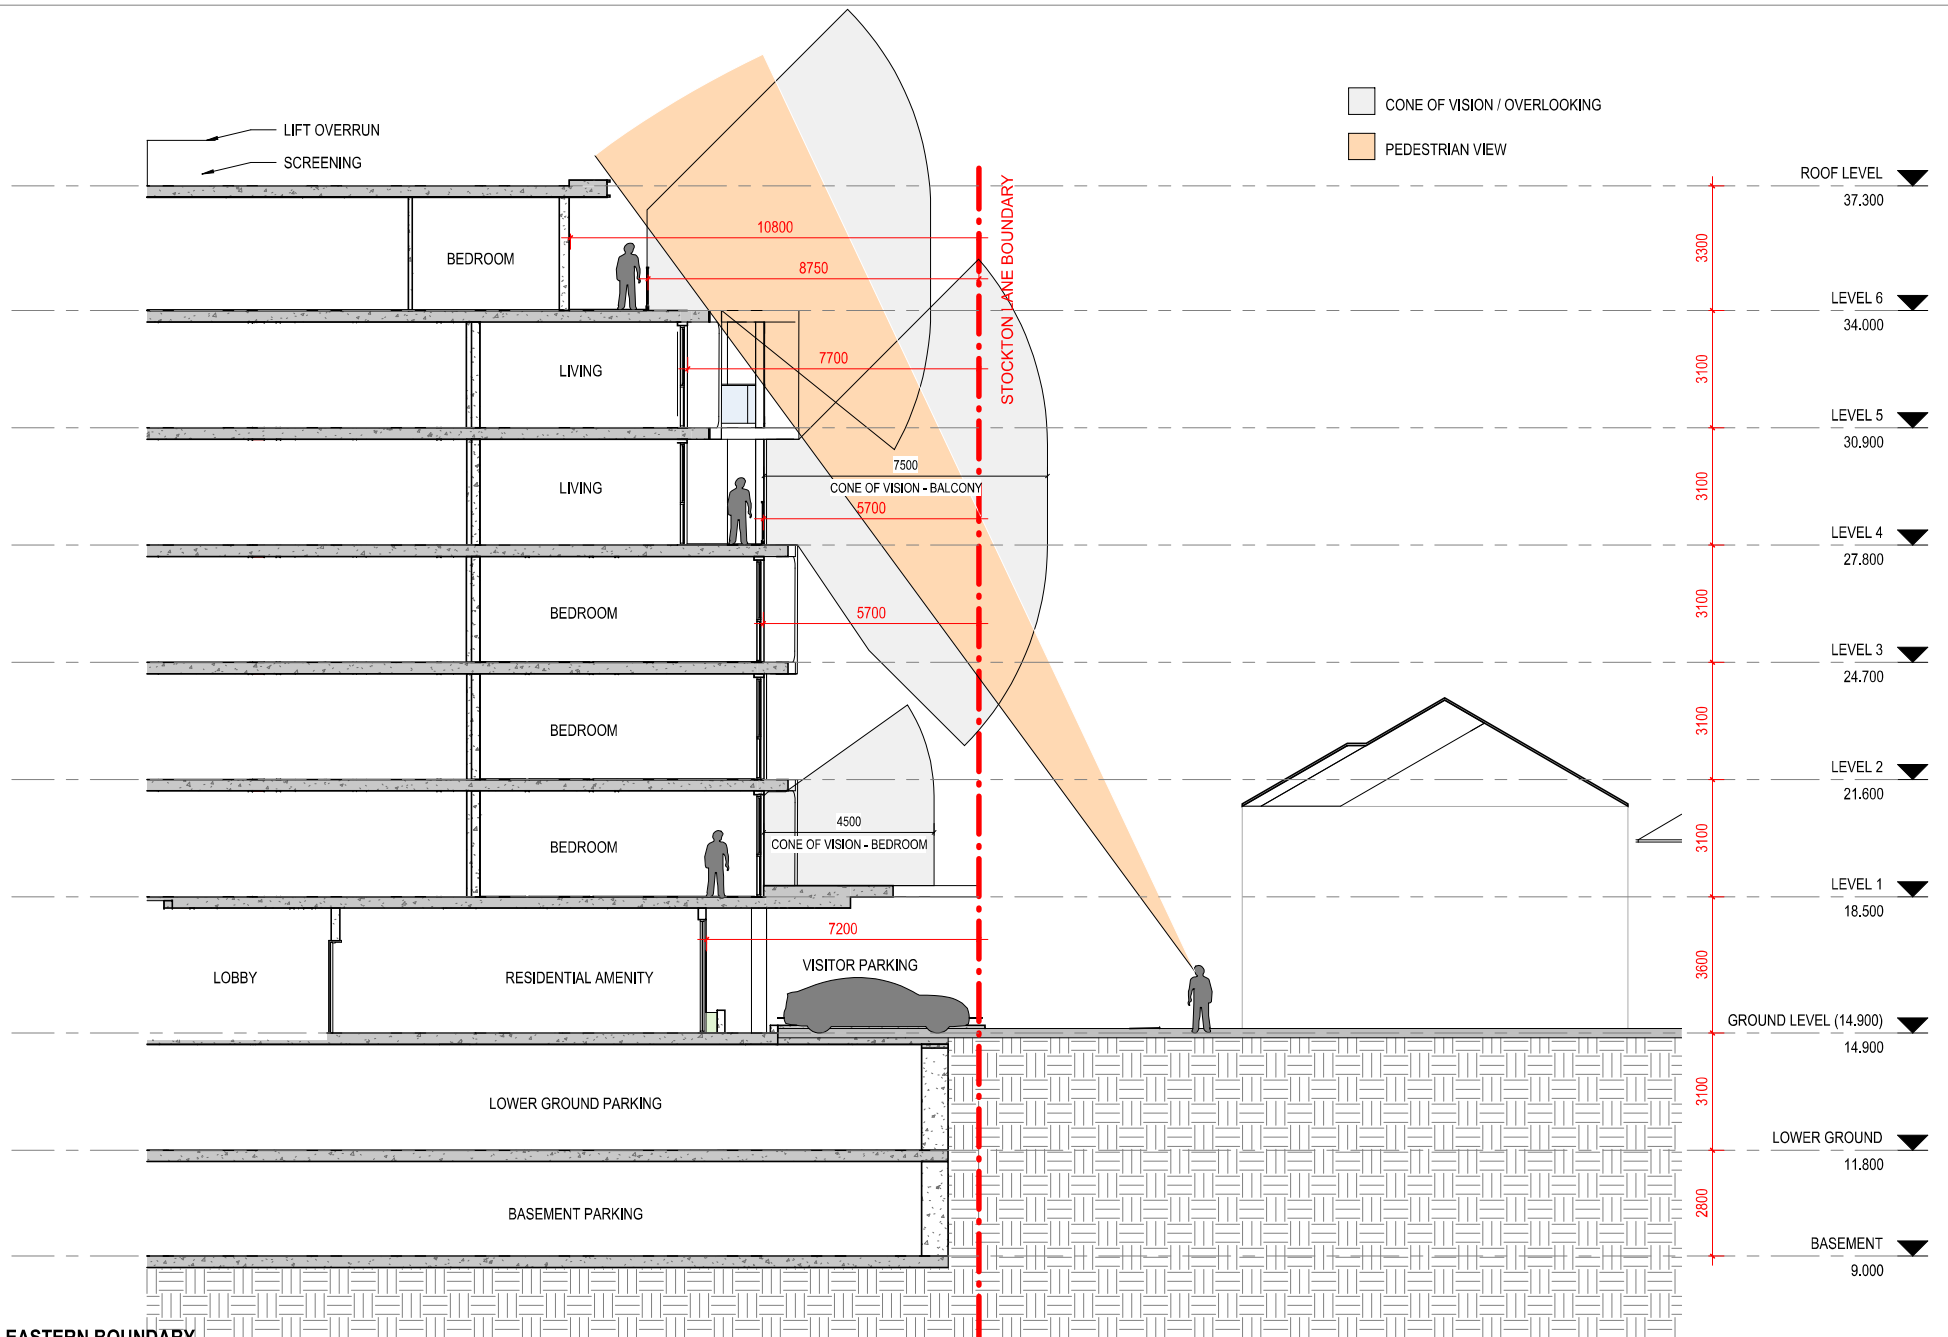 CONE OF VISION / OVERLOOKING
PEDESTRIAN VIEW
LIFT OVERRUN
SCREENING
ROOF LEVEL
37.300
STOCKTON LANE BOUNDARY
10800
3300
BEDROOM
8750
LEVEL 6
34.000
7700
LIVING
3100
LEVEL 5
30.900
7500
CONE OF VISION - BALCONY
LIVING
3100
5700
LEVEL 4
27.800
BEDROOM
5700
3100
LEVEL 3
24.700
BEDROOM
3100
LEVEL 2
21.600
4500
CONE OF VISION - BEDROOM
BEDROOM
3100
LEVEL 1
18.500
7200
VISITOR PARKING
LOBBY
RESIDENTIAL AMENITY
3600
GROUND LEVEL (14.900)
14.900
LOWER GROUND PARKING
3100
LOWER GROUND
11.800
BASEMENT PARKING
2800
BASEMENT
9.000
EASTERN BOUNDARY